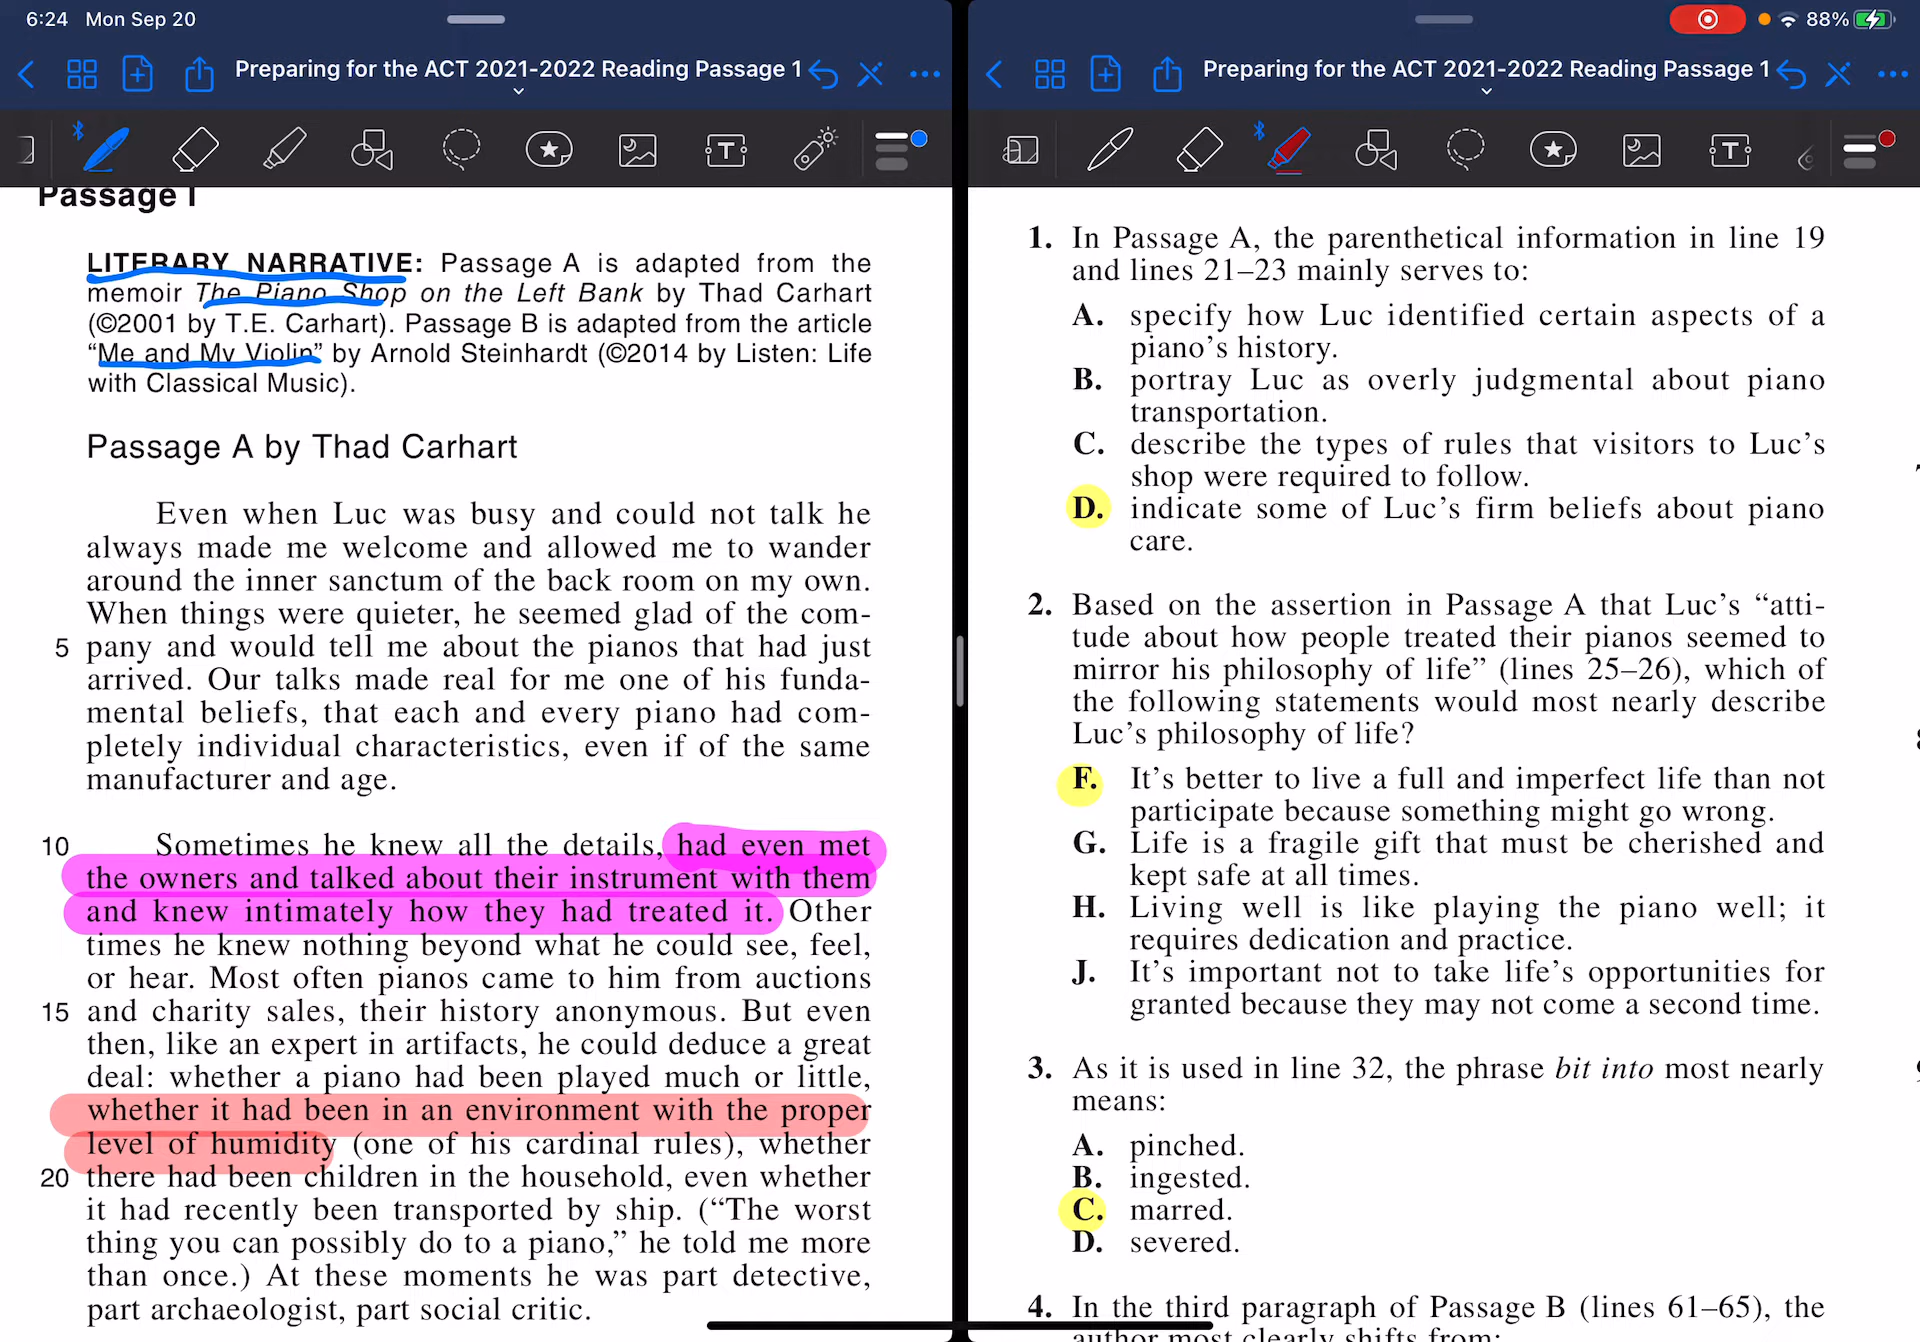 6:24 Mon Sep 20
88%
Preparing for the ACT 2021-2022 Reading Passage 1
Passage I
LITERARY NARRATIVE: Passage A is adapted from the
memoir The Piano Shop on the Left Bank by Thad Carhart
(©2001 by T.E. Carhart). Passage B is adapted from the article
“Me and My Violin” by Arnold Steinhardt (©2014 by Listen: Life
with Classical Music).
Passage A by Thad Carhart
Even when Luc was busy and could not talk he
always made me welcome and allowed me to wander
around the inner sanctum of the back room on my own.
When things were quieter, he seemed glad of the com-
5 pany and would tell me about the pianos that had just
arrived. Our talks made real for me one of his funda-
mental beliefs, that each and every piano had com-
pletely individual characteristics, even if of the same
manufacturer and age.
10 Sometimes he knew all the details, had even met
the owners and talked about their instrument with them
and knew intimately how they had treated it. Other
times he knew nothing beyond what he could see, feel,
or hear. Most often pianos came to him from auctions
15 and charity sales, their history anonymous. But even
then, like an expert in artifacts, he could deduce a great
deal: whether a piano had been played much or little,
whether it had been in an environment with the proper
level of humidity (one of his cardinal rules), whether
20 there had been children in the household, even whether
it had recently been transported by ship. (“The worst
thing you can possibly do to a piano,” he told me more
than once.) At these moments he was part detective,
part archaeologist, part social critic.
Preparing for the ACT 2021-2022 Reading Passage 1
1. In Passage A, the parenthetical information in line 19
and lines 21–23 mainly serves to:
A. specify how Luc identified certain aspects of a
piano’s history.
B. portray Luc as overly judgmental about piano
transportation.
C. describe the types of rules that visitors to Luc’s
shop were required to follow.
D. indicate some of Luc’s firm beliefs about piano
care.
2. Based on the assertion in Passage A that Luc’s “atti-
tude about how people treated their pianos seemed to
mirror his philosophy of life” (lines 25–26), which of
the following statements would most nearly describe
Luc’s philosophy of life?
F. It’s better to live a full and imperfect life than not
participate because something might go wrong.
G. Life is a fragile gift that must be cherished and
kept safe at all times.
H. Living well is like playing the piano well; it
requires dedication and practice.
J. It’s important not to take life’s opportunities for
granted because they may not come a second time.
3. As it is used in line 32, the phrase bit into most nearly
means:
A. pinched.
B. ingested.
C. marred.
D. severed.
4. In the third paragraph of Passage B (lines 61–65), the
author most clearly shifts from: